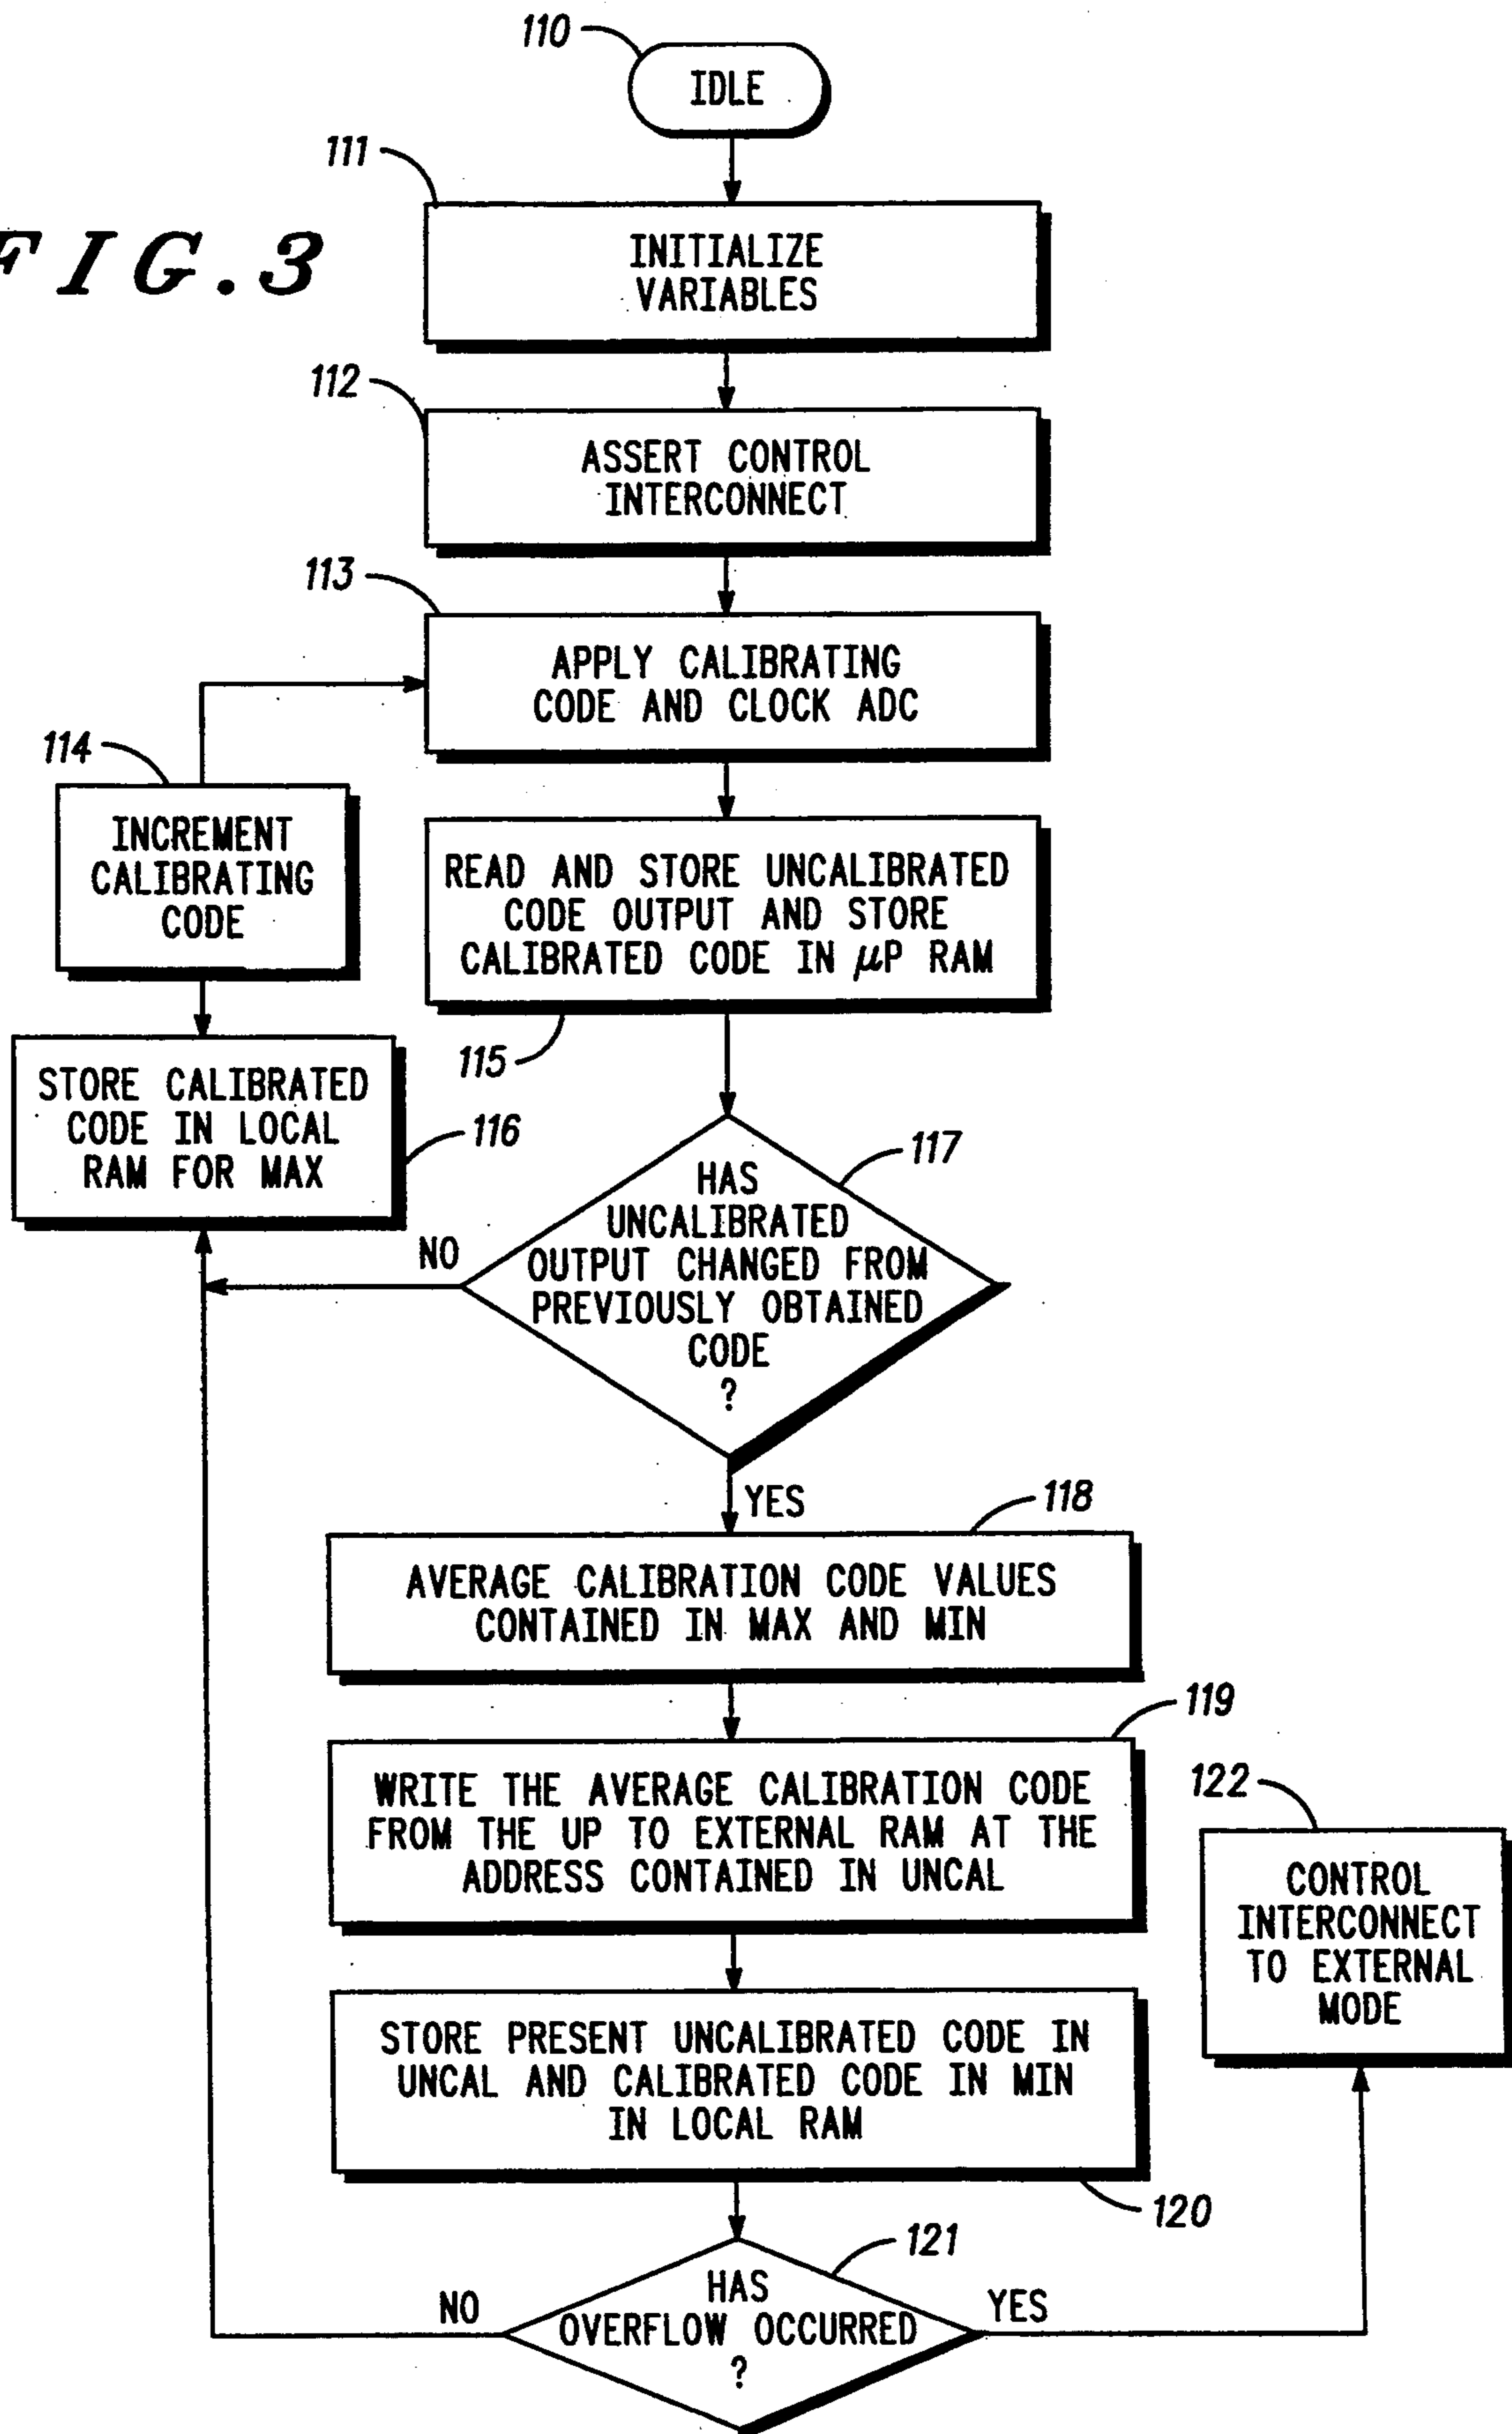 110
IDLE
111
FIG.3
INITIALIZE
VARIABLES
112
ASSERT CONTROL
INTERCONNECT
113
APPLY CALIBRATING
CODE AND CLOCK ADC
114
INCREMENT
CALIBRATING
CODE
READ AND STORE UNCALIBRATED
CODE OUTPUT AND STORE
CALIBRATED CODE IN µP RAM
115
STORE CALIBRATED
CODE IN LOCAL
RAM FOR MAX
116
117
HAS
UNCALIBRATED
OUTPUT CHANGED FROM
PREVIOUSLY OBTAINED
CODE
?
NO
YES
118
AVERAGE CALIBRATION CODE VALUES
CONTAINED IN MAX AND MIN
119
WRITE THE AVERAGE CALIBRATION CODE
FROM THE UP TO EXTERNAL RAM AT THE
ADDRESS CONTAINED IN UNCAL
122
CONTROL
INTERCONNECT
TO EXTERNAL
MODE
STORE PRESENT UNCALIBRATED CODE IN
UNCAL AND CALIBRATED CODE IN MIN
IN LOCAL RAM
120
121
HAS
OVERFLOW OCCURRED
?
NO
YES